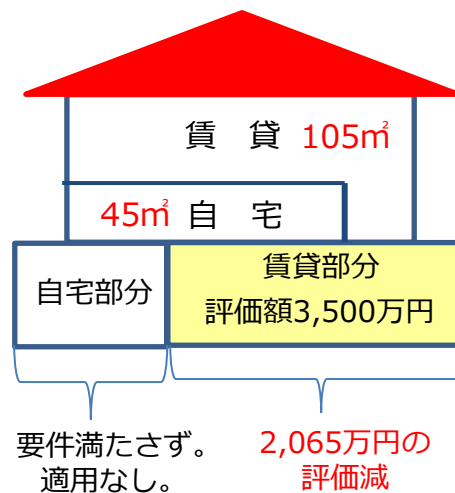 賃　貸 105㎡
45㎡ 自　宅
自宅部分
賃貸部分
評価額3,500万円
要件満たさず。
適用なし。
2,065万円の
評価減